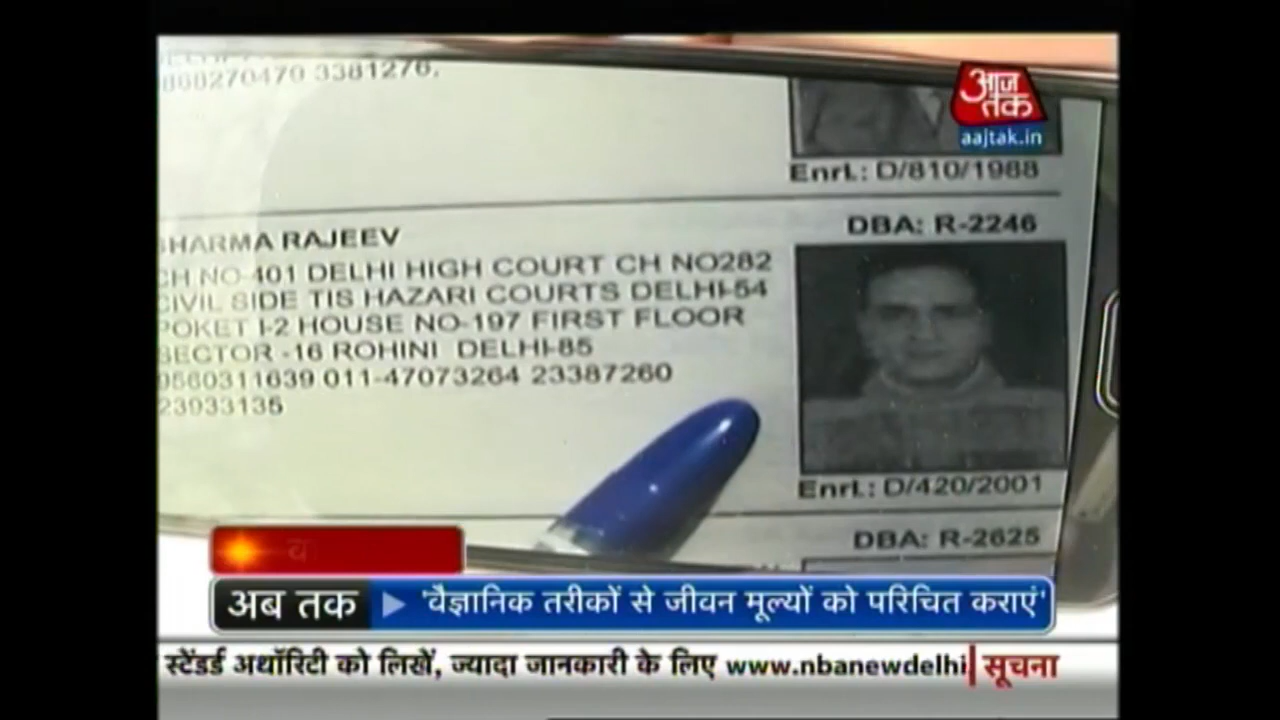 868270470 3381276,
आज तक
aajtak.in
Enrl.: D/810/1988
DBA: R-2246
SHARMA RAJEEV
CH NO-401 DELHI HIGH COURT CH NO282
CIVIL SIDE TIS HAZARI COURTS DELHI-54
POKET I-2 HOUSE NO-197 FIRST FLOOR
SECTOR -16 ROHINI DELHI-85
9560311639 011-47073264 23387260
23933135
Enrl.: D/420/2001
DBA: R-2625
अब तक 'वैज्ञानिक तरीकों से जीवन मूल्यों को परिचित कराएं'
स्टेंडर्ड अथॉरिटी को लिखें, ज्यादा जानकारी के लिए www.nbanewdelhi. सूचना